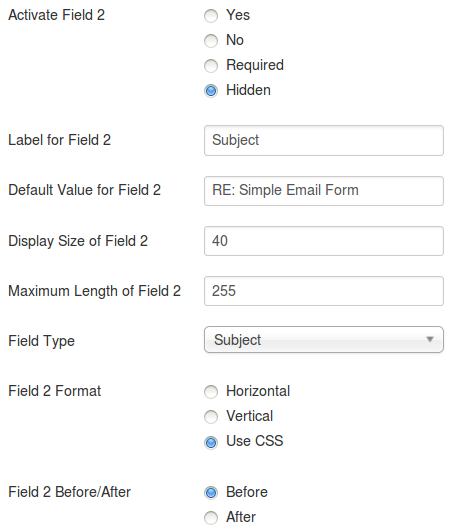 Activate Field 2
Yes
No
Required
Hidden
Label for Field 2
Subject
Default Value for Field 2
RE: Simple Email Form
Display Size of Field 2
40
Maximum Length of Field 2
255
Field Type
Subject
Field 2 Format
Horizontal
Vertical
Use CSS
Field 2 Before/After
Before
After